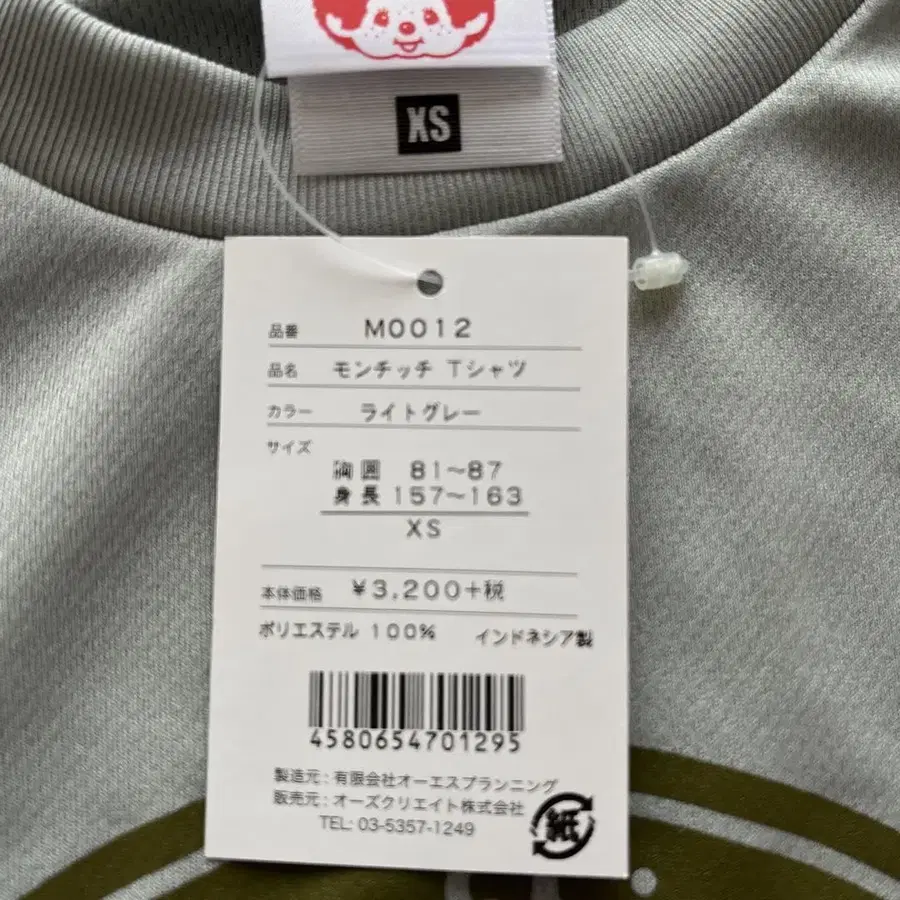 XS
品番 M0012
品名 モンチッチ Tシャツ
カラー ライトグレー
サイズ
胸囲 81〜87
身長 157〜163
XS
本体価格 ¥3,200+税
ポリエステル 100% インドネシア製
4580654701295
製造元:有限会社オーエスプランニング
販売元:オーズクリエイト株式会社
TEL: 03-5357-1249
紙